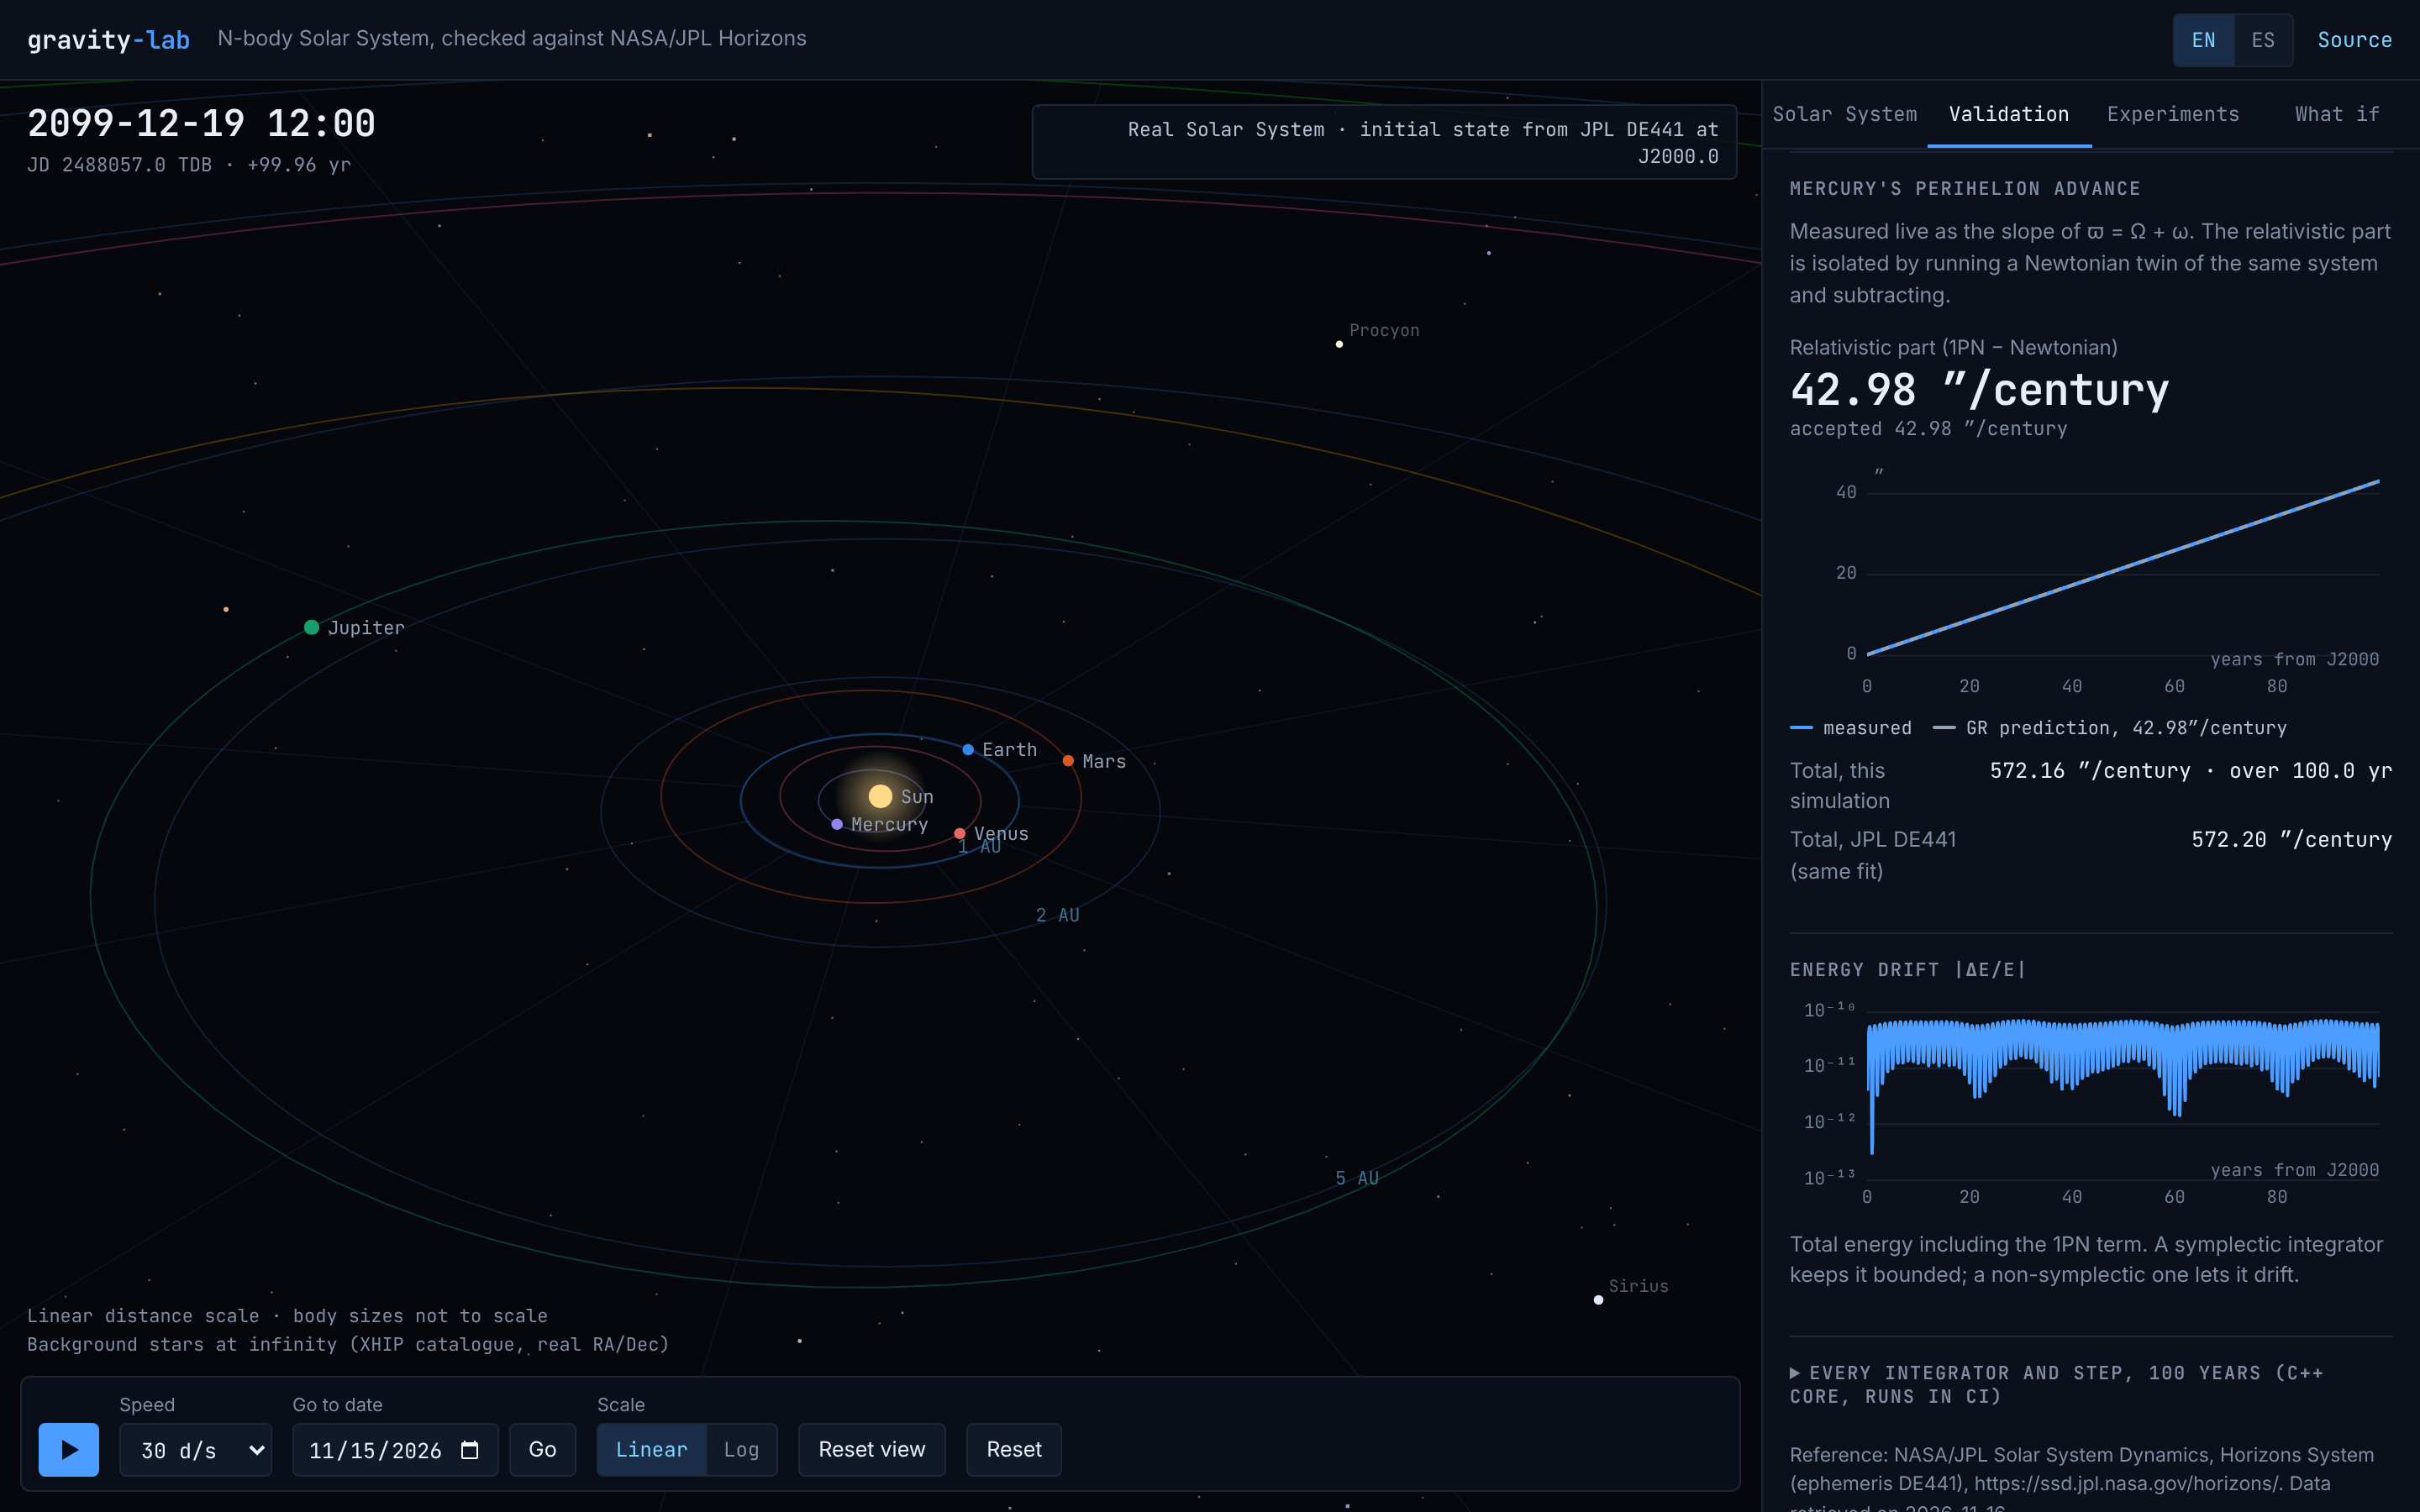 gravity-lab
N-body Solar System, checked against NASA/JPL Horizons
EN
ES
Source
2099-12-19 12:00
JD 2488057.0 TDB · +99.96 yr
Real Solar System · initial state from JPL DE441 at
J2000.0
Procyon
Jupiter
Earth
Mars
Sun
Mercury
Venus
1 AU
2 AU
5 AU
Sirius
Linear distance scale · body sizes not to scale
Background stars at infinity (XHIP catalogue, real RA/Dec)
Speed
Go to date
Scale
30 d/s
11/15/2026
Go
Linear
Log
Reset view
Reset
Solar System
Validation
Experiments
What if
MERCURY'S PERIHELION ADVANCE
Measured live as the slope of ϖ = Ω + ω. The relativistic part
is isolated by running a Newtonian twin of the same system
and subtracting.
Relativistic part (1PN − Newtonian)
42.98 ″/century
accepted 42.98 ″/century
″
40
20
0
years from J2000
0 20 40 60 80
measured
GR prediction, 42.98″/century
Total, this 572.16 ″/century · over 100.0 yr
simulation
Total, JPL DE441 572.20 ″/century
(same fit)
ENERGY DRIFT |ΔE/E|
10⁻¹⁰
10⁻¹¹
10⁻¹²
10⁻¹³
years from J2000
0 20 40 60 80
Total energy including the 1PN term. A symplectic integrator
keeps it bounded; a non-symplectic one lets it drift.
EVERY INTEGRATOR AND STEP, 100 YEARS (C++
CORE, RUNS IN CI)
Reference: NASA/JPL Solar System Dynamics, Horizons System
(ephemeris DE441), https://ssd.jpl.nasa.gov/horizons/. Data
retrieved on 2026-11-16